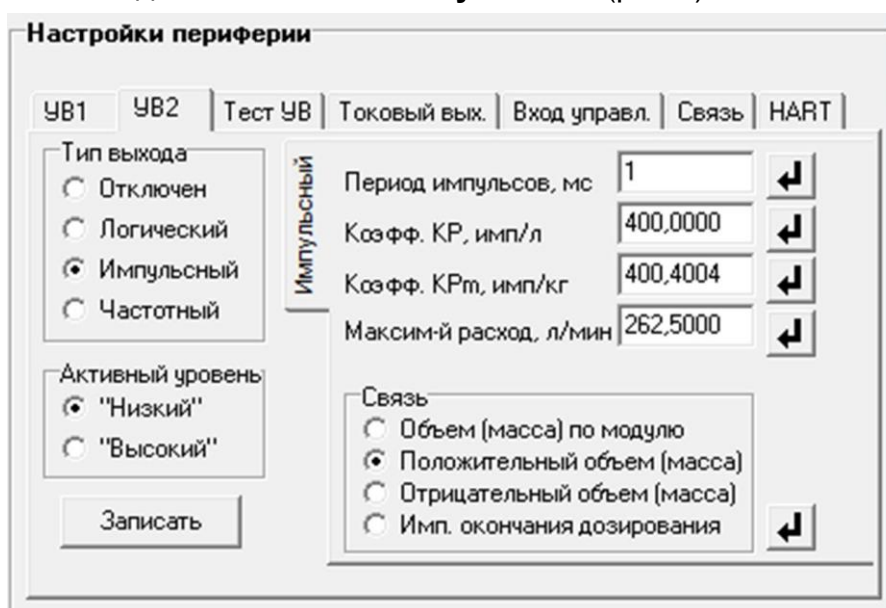 Настройки периферии
УВ1 УВ2 Тест УВ Токовый вых. Вход управл. Связь HART
Тип выхода
Отключен
Логический
Импульсный
Частотный
Активный уровень
"Низкий"
"Высокий"
Записать
Импульсный
Период импульсов, мс 1
Коэфф. КР, имп/л 400,0000
Коэфф. КРm, имп/кг 400,4004
Максим-й расход, л/мин 262,5000
Связь
Объем (масса) по модулю
Положительный объем (масса)
Отрицательный объем (масса)
Имп. окончания дозирования